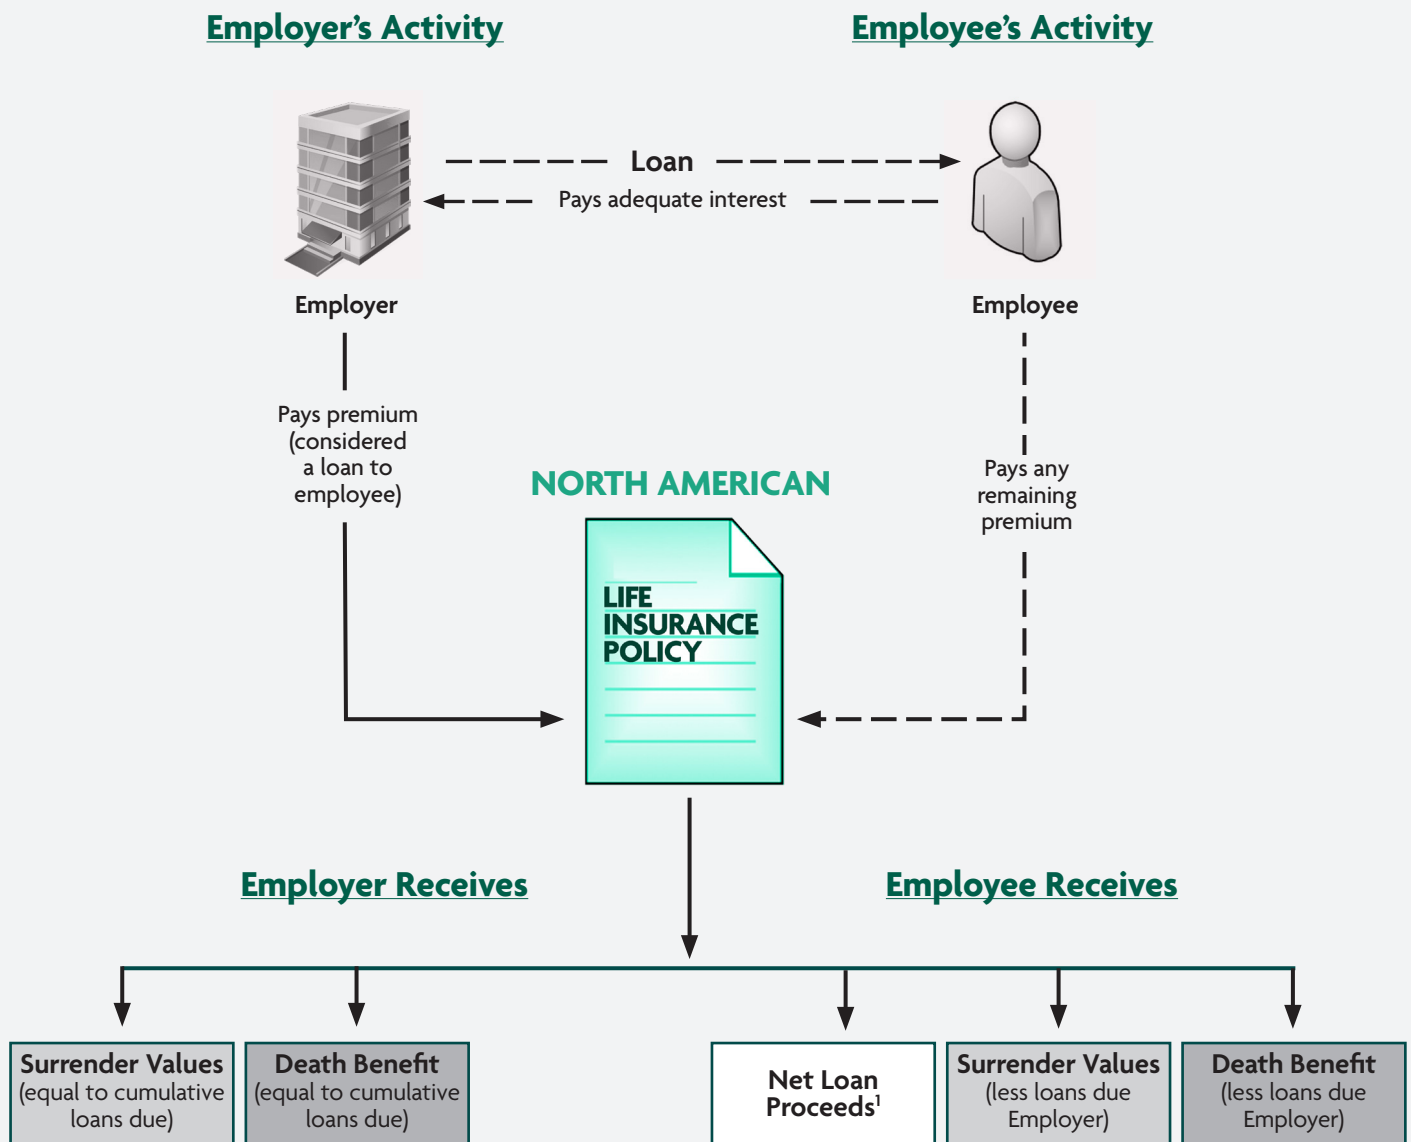 Employer’s Activity
Employee’s Activity
Loan
Pays adequate interest
Employer
Employee
Pays premium
(considered
a loan to
employee)
Pays any
remaining
premium
NORTH AMERICAN
LIFE
INSURANCE
POLICY
Employer Receives
Employee Receives
Surrender Values
(equal to cumulative
loans due)
Death Benefit
(equal to cumulative
loans due)
Net Loan
Proceeds¹
Surrender Values
(less loans due
Employer)
Death Benefit
(less loans due
Employer)